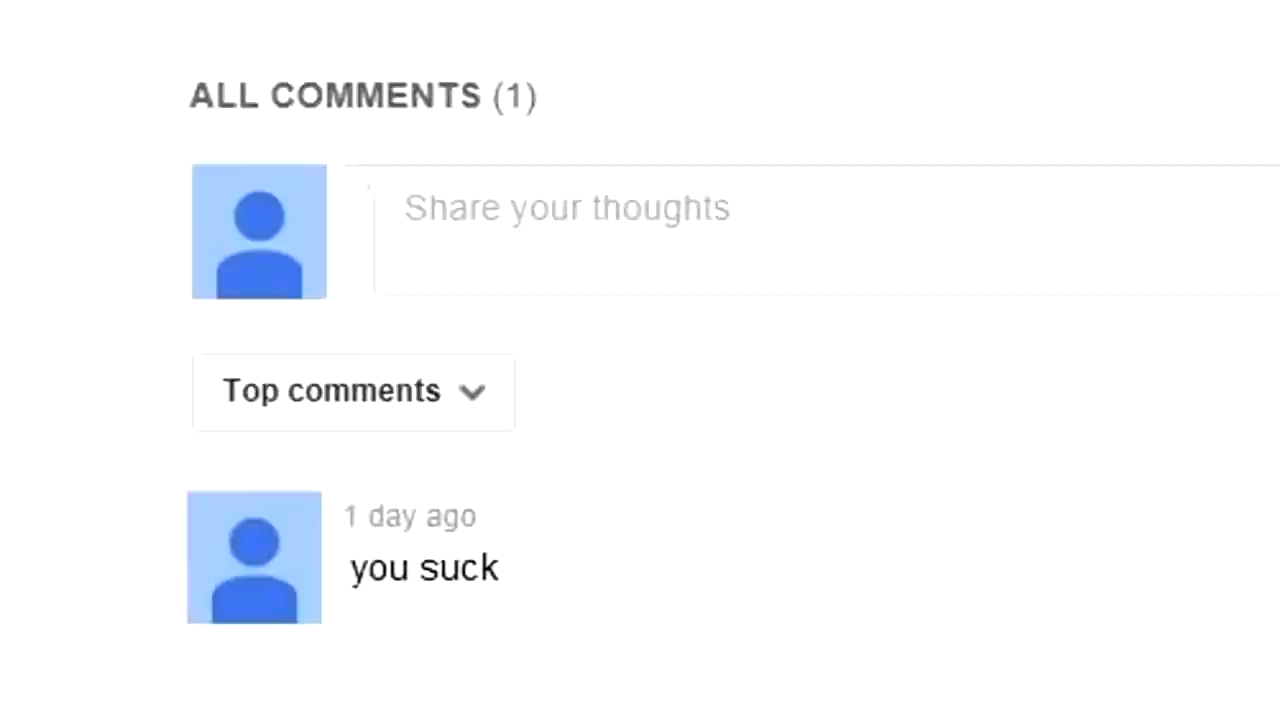 ALL COMMENTS (1)
Share your thoughts
Top comments
1 day ago
you suck